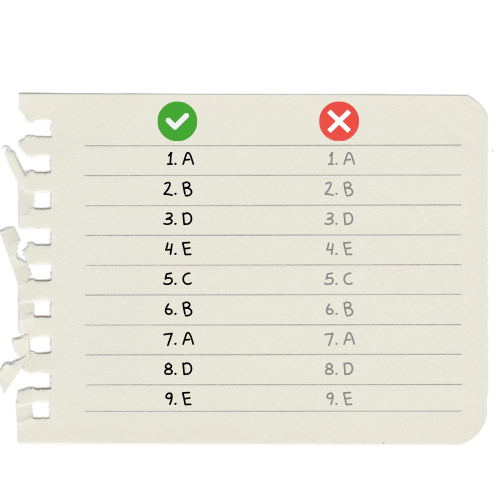 1. A 1. A
2. B 2. B
3. D 3. D
4. E 4. E
5. C 5. C
6. B 6. B
7. A 7. A
8. D 8. D
9. E 9. E